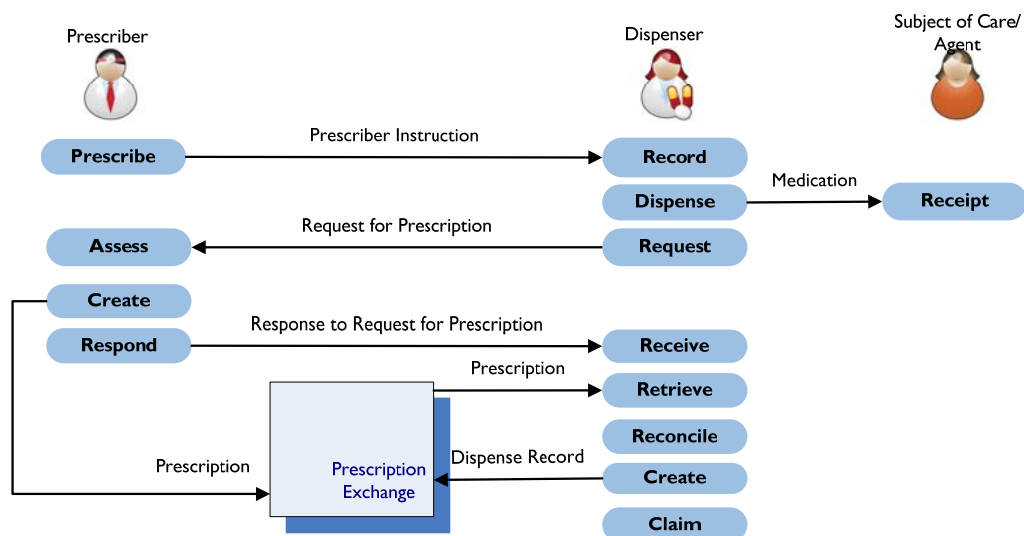 Prescriber
Dispenser
Subject of Care/
Agent
Prescribe
Prescriber Instruction
Record
Dispense
Medication
Receipt
Assess
Request for Prescription
Request
Create
Respond
Response to Request for Prescription
Receive
Prescription
Retrieve
Reconcile
Prescription
Prescription
Exchange
Dispense Record
Create
Claim